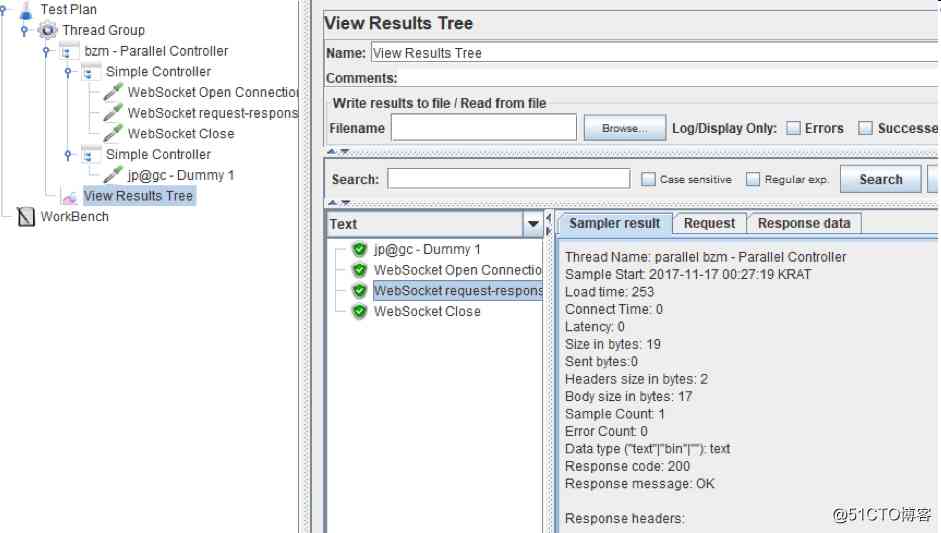 Test Plan
Thread Group
bzm - Parallel Controller
Simple Controller
WebSocket Open Connection
WebSocket request-respons
WebSocket Close
Simple Controller
jp@gc - Dummy 1
View Results Tree
WorkBench
View Results Tree
Name: View Results Tree
Comments:
Write results to file / Read from file
Filename Browse... Log/Display Only: Errors Successe
Search: Case sensitive Regular exp. Search
Text
jp@gc - Dummy 1
WebSocket Open Connectio
WebSocket request-respons
WebSocket Close
Sampler result Request Response data
Thread Name: parallel bzm - Parallel Controller
Sample Start: 2017-11-17 00:27:19 KRAT
Load time: 253
Connect Time: 0
Latency: 0
Size in bytes: 19
Sent bytes:0
Headers size in bytes: 2
Body size in bytes: 17
Sample Count: 1
Error Count: 0
Data type ("text"|"bin"|""): text
Response code: 200
Response message: OK
Response headers:
@51CTO博客